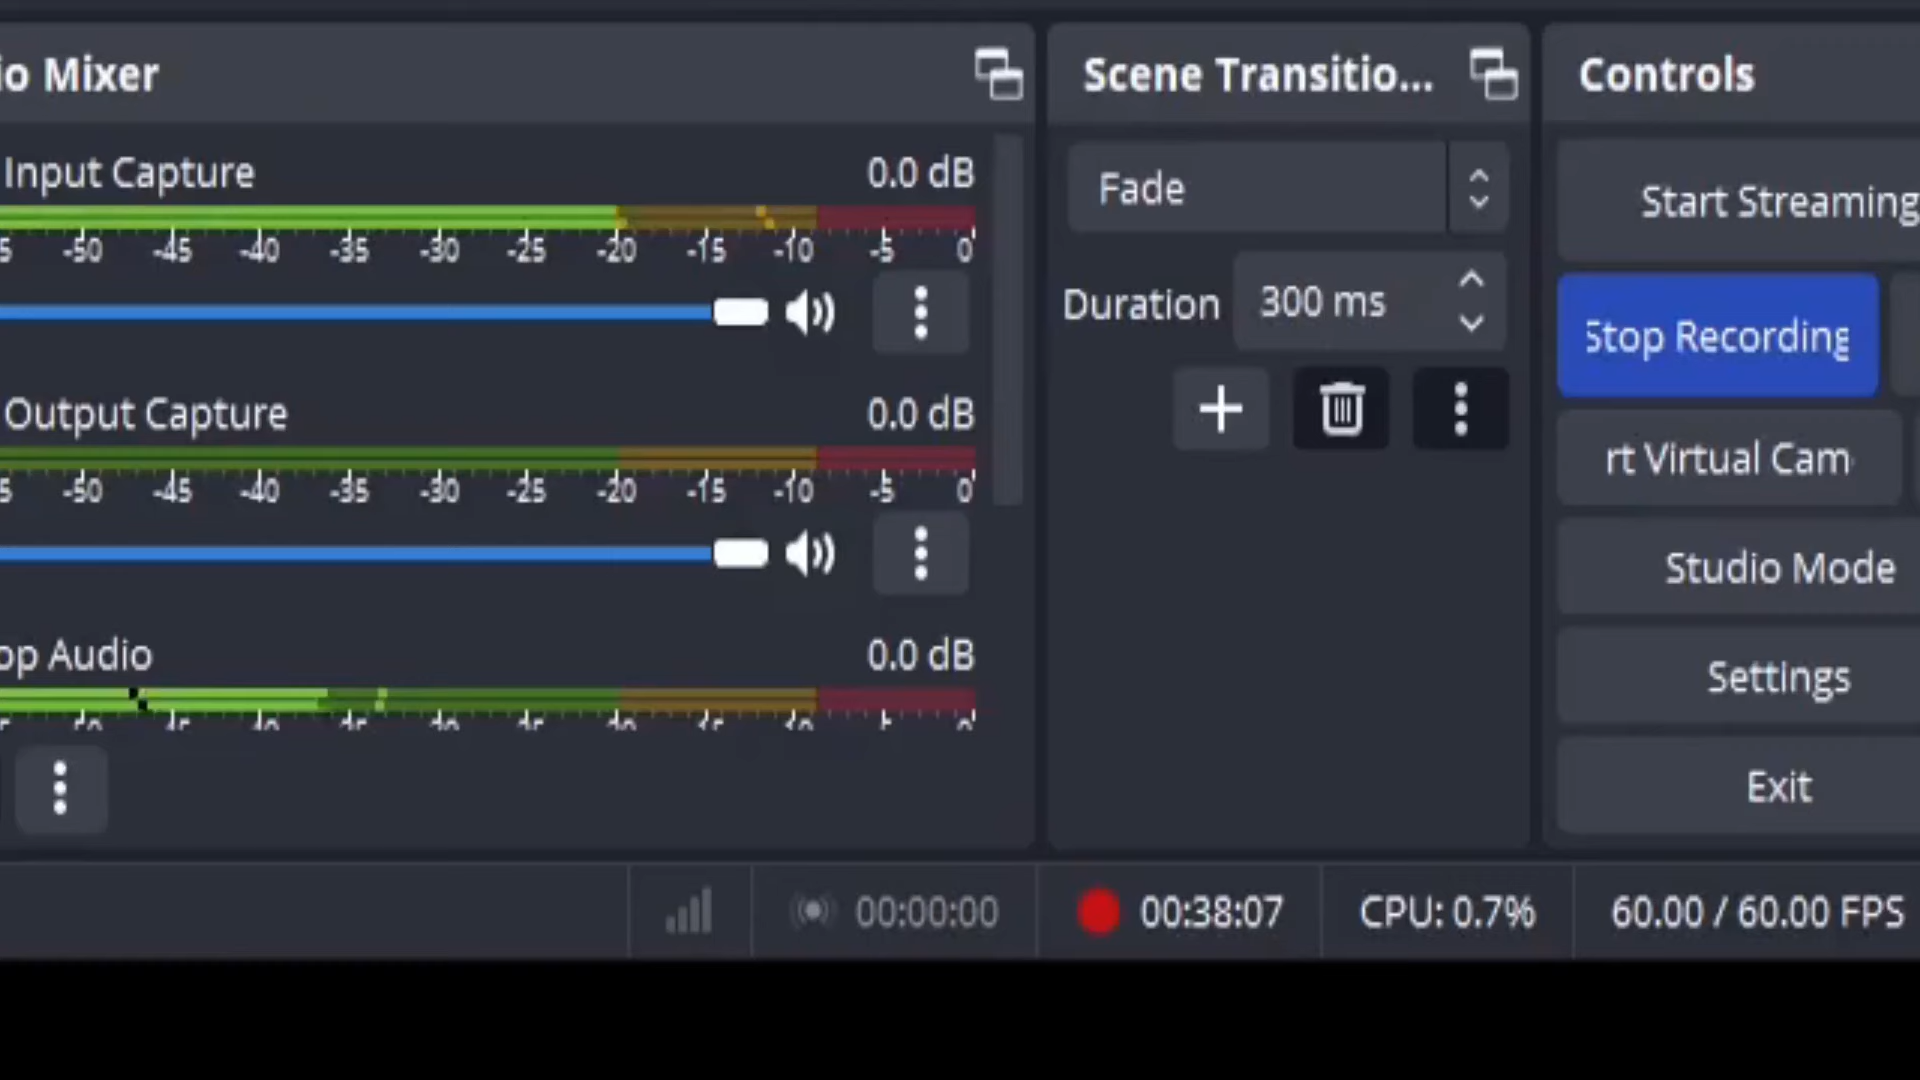 io Mixer
Input Capture 0.0 dB
5 -50 -45 -40 -35 -30 -25 -20 -15 -10 -5 0
Output Capture 0.0 dB
5 -50 -45 -40 -35 -30 -25 -20 -15 -10 -5 0
op Audio 0.0 dB
Scene Transitio...
Fade
Duration 300 ms
Controls
Start Streaming
Stop Recording
rt Virtual Cam
Studio Mode
Settings
Exit
00:00:00 00:38:07 CPU: 0.7% 60.00 / 60.00 FPS